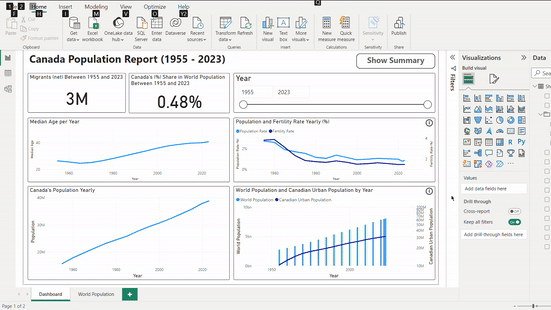 Home Insert Modeling View Optimize Help
Paste
Cut
Copy
Format painter
Get data
Excel workbook
OneLake data hub
SQL Server
Enter data
Dataverse
Recent sources
Transform data
Refresh
New visual
Text box
More visuals
New measure
Quick measure
Sensitivity
Publish
Clipboard
Data
Queries
Insert
Calculations
Sensitivity
Share
Canada Population Report (1955 - 2023)
Show Summary
Migrants (net) Between 1955 and 2023
3M
Canada's (%) Share in World Population Between 1955 and 2023
0.48%
Year
1955 2023
Median Age per Year
Median Age
40
20
1960 1980 2000 2020
Year
Population and Fertility Rate Yearly (%)
Population Rate Fertility Rate
Population Rate (%)
Fertility Rate (%)
1960 1980 2000 2020
Year
Canada's Population Yearly
Population
40M
20M
1960 1980 2000 2020
Year
World Population and Canadian Urban Population by Year
World Population Canadian Urban Population
World Population
Canadian Urban Population
10bn
5bn
0bn
10M
1950 2000
Year
Filters
Visualizations
Build visual
Values
Add data fields here
Drill through
Cross-report
Off
Keep all filters
On
Add drill-through fields here
Data
Dashboard
World Population
Page 1 of 2